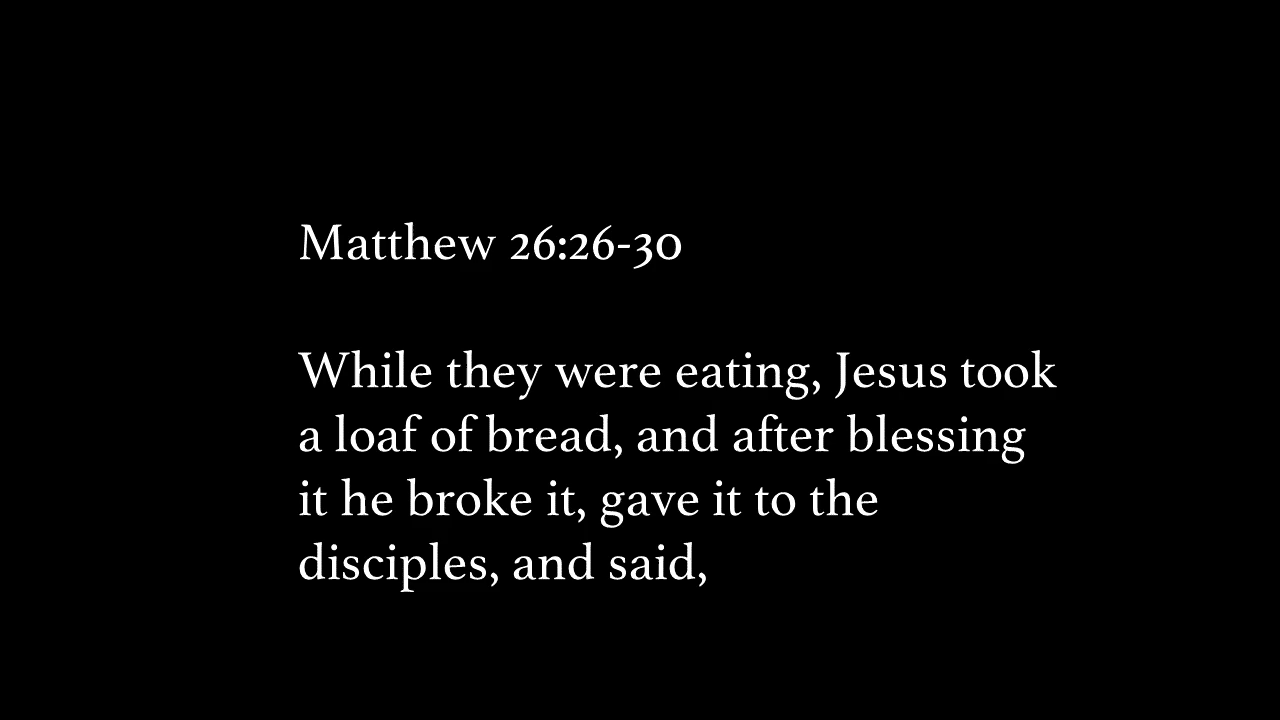 Matthew 26:26-30
While they were eating, Jesus took
a loaf of bread, and after blessing
it he broke it, gave it to the
disciples, and said,